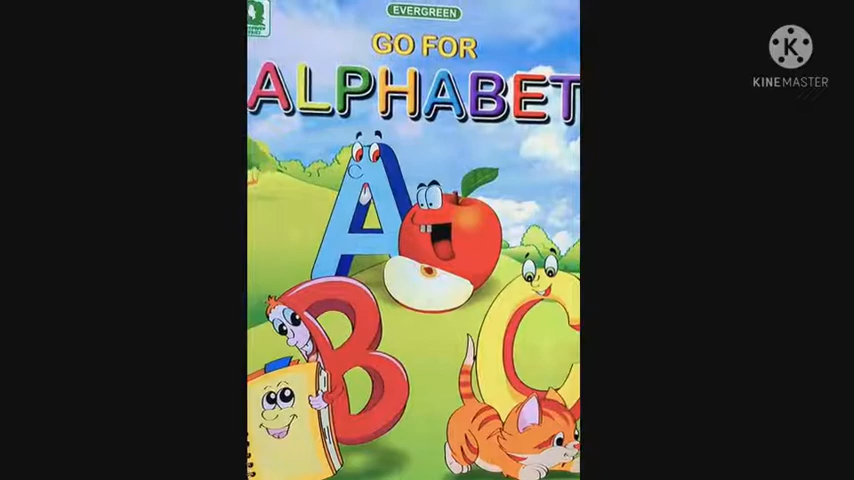 EVERGREEN
GO FOR
ALPHABET
A
B
C
K
KINEMASTER